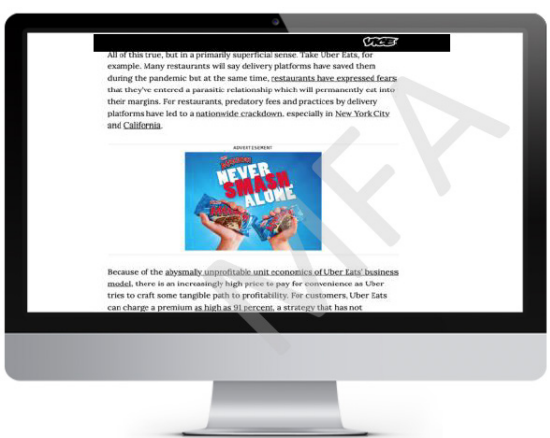 VICE
All of this true, but in a primarily superficial sense. Take Uber Eats, for
example. Many restaurants will say delivery platforms have saved them
during the pandemic but at the same time, restaurants have expressed fears
that they've entered a parasitic relationship which will permanently eat into
their margins. For restaurants, predatory fees and practices by delivery
platforms have led to a nationwide crackdown, especially in New York City
and California.
ADVERTISEMENT
NEVER
SMASH
ALONE
Because of the abysmally unprofitable unit economics of Uber Eats' business
model, there is an increasingly high price to pay for convenience as Uber
tries to craft some tangible path to profitability. For customers, Uber Eats
can charge a premium as high as 91 percent, a strategy that has not
MFA